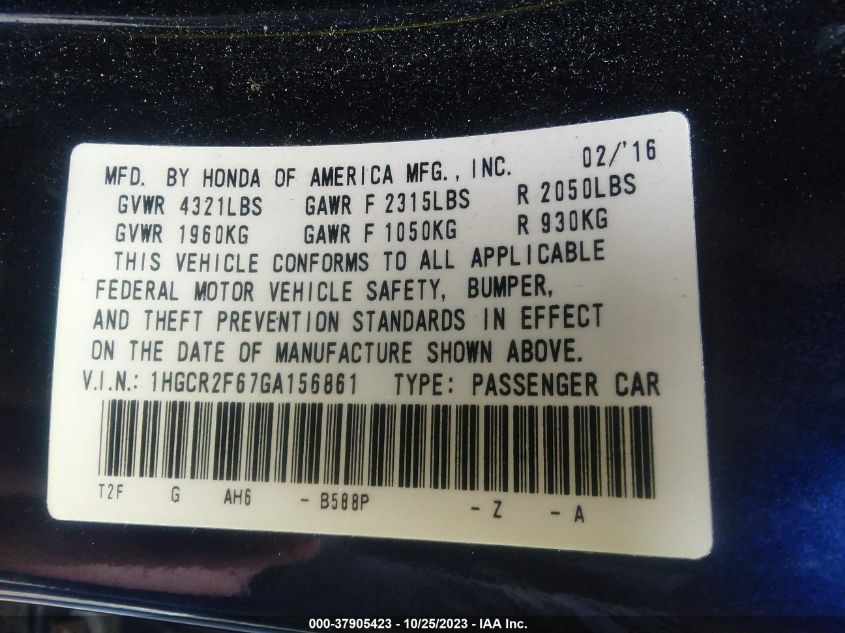 MFD. BY HONDA OF AMERICA MFG., INC. 02/'16
GVWR 4321LBS GAWR F 2315LBS R 2050LBS
GVWR 1960KG GAWR F 1050KG R 930KG
THIS VEHICLE CONFORMS TO ALL APPLICABLE
FEDERAL MOTOR VEHICLE SAFETY, BUMPER,
AND THEFT PREVENTION STANDARDS IN EFFECT
ON THE DATE OF MANUFACTURE SHOWN ABOVE.
V.I.N.: 1HGCR2F67GA156861 TYPE: PASSENGER CAR
T2F G AH6 - B588P - Z - A
000-37905423 - 10/25/2023 - IAA Inc.